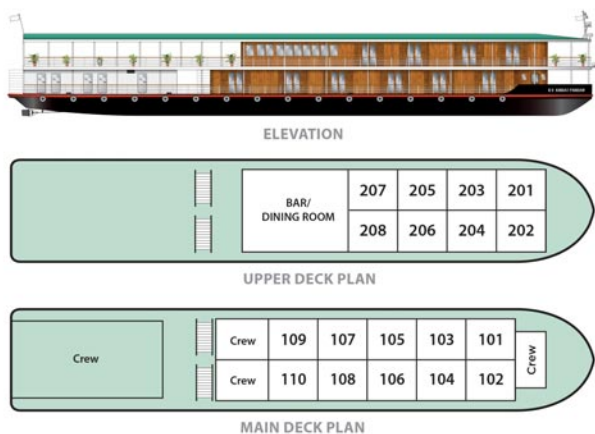 ELEVATION
BAR/
DINING ROOM
207 205 203 201
208 206 204 202
UPPER DECK PLAN
Crew
Crew 109 107 105 103 101
Crew 110 108 106 104 102
Crew
MAIN DECK PLAN